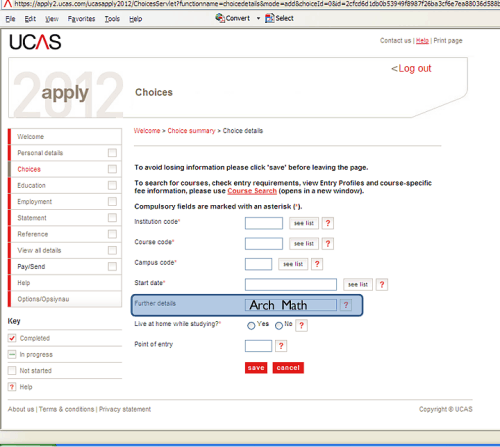 https://apply2.ucas.com/ucasapply2012/ChoicesServlet?functionname=choicedetails&mode=add&choiceId=0&id=2cfcd6d1db0b53949f8987f26ba3cf6e7ea88036d588b
File Edit View Favorites Tools Help Convert Select
UCAS
Contact us | Help | Print page
<Log out
2012
apply
Choices
Welcome
Personal details
Choices
Education
Employment
Statement
Reference
View all details
Pay/Send
Help
Options/Opsiynau
Key
Completed
In progress
Not started
? Help
Welcome > Choice summary > Choice details
To avoid losing information please click 'save' before leaving the page.
To search for courses, check entry requirements, view Entry Profiles and course-specific
fee information, please use Course Search (opens in a new window).
Compulsory fields are marked with an asterisk (*).
Institution code* see list ?
Course code* see list ?
Campus code* see list ?
Start date* see list ?
Further details Arch Math ?
Live at home while studying?* Yes No ?
Point of entry ?
save cancel
About us | Terms & conditions | Privacy statement
Copyright © UCAS